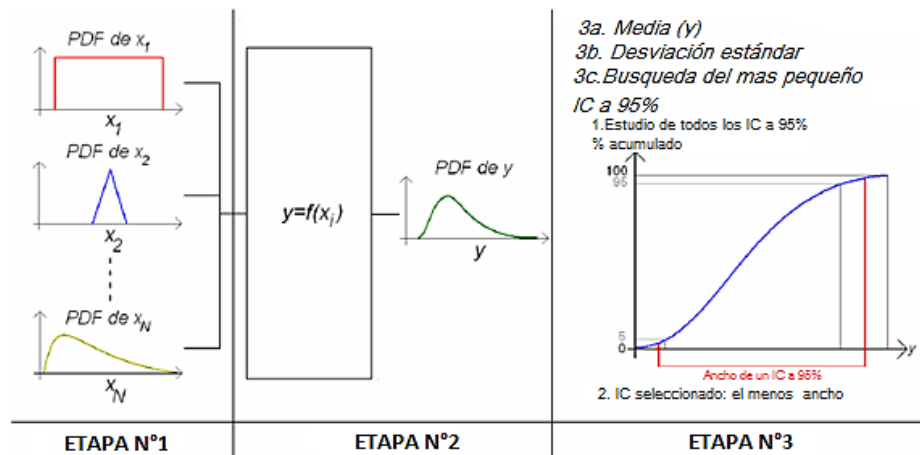 PDF de x1
x1
PDF de x2
x2
PDF de xN
xN
ETAPA N°1
y=f(xi)
PDF de y
y
ETAPA N°2
3a. Media (y)
3b. Desviación estándar
3c.Busqueda del mas pequeño
IC a 95%
1.Estudio de todos los IC a 95%
% acumulado
100
95
5
0
y
Ancho de un IC a 95%
2. IC seleccionado: el menos ancho
ETAPA N°3